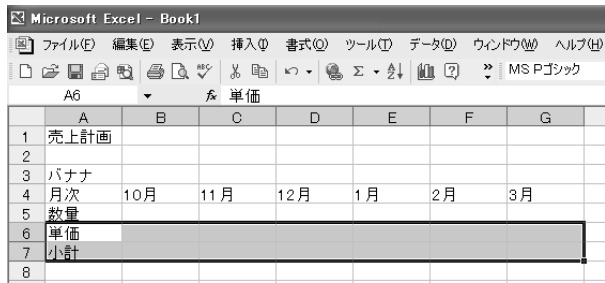 Microsoft Excel - Book1
ファイル(F) 編集(E) 表示(V) 挿入(I) 書式(O) ツール(T) データ(D) ウィンドウ(W) ヘルプ(H)
MS Pゴシック
A6 fx 単価
A B C D E F G
1 売上計画
2
3 バナナ
4 月次 10月 11月 12月 1月 2月 3月
5 数量
6 単価
7 小計
8